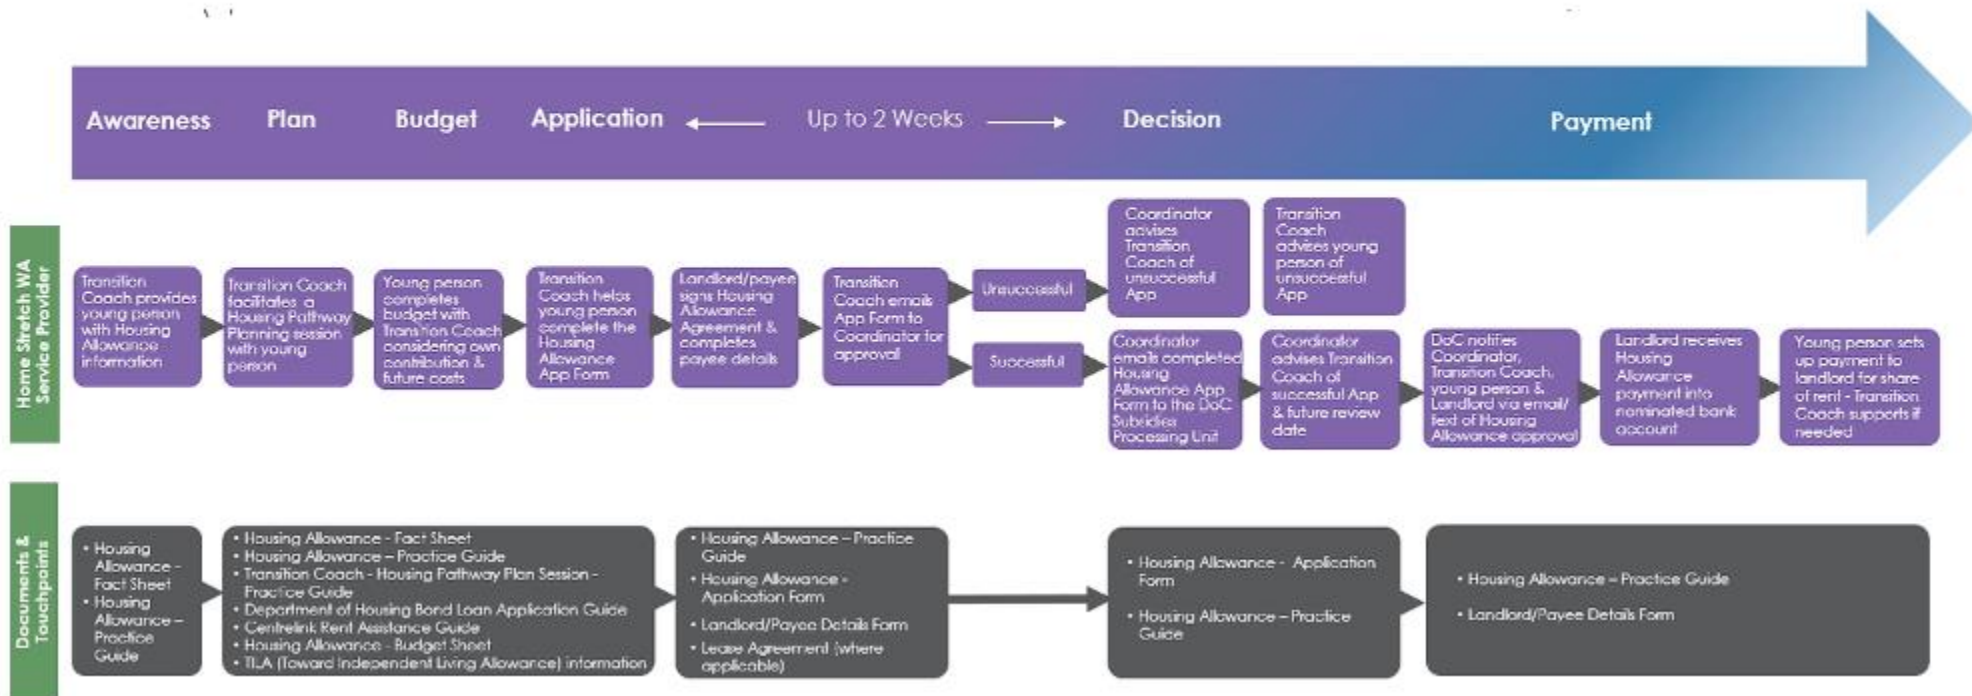 Awareness
Plan
Budget
Application
Up to 2 Weeks
Decision
Payment
Home Stretch WA
Service Provider
Transition
Coach provides
young person
with Housing
Allowance
information
Transition Coach
facilitates a
Housing Pathway
Planning session
with young
person
Young person
completes
budget with
Transition Coach
considering own
contribution &
future costs
Transition
Coach helps
young person
complete the
Housing
Allowance
App Form
Landlord/payee
signs Housing
Allowance
Agreement &
completes
payee details
Transition
Coach emails
App Form to
Coordinator for
approval
Unsuccessful
Coordinator
advises
Transition
Coach of
unsuccessful
App
Transition
Coach
advises young
person of
unsuccessful
App
Successful
Coordinator
emails completed
Housing
Allowance App
Form to the DoC
Subsidies
Processing Unit
Coordinator
advises Transition
Coach of
successful App
& future review
date
DoC notifies
Coordinator,
Transition Coach,
young person &
Landlord via email/
text of Housing
Allowance approval
Landlord receives
Housing
Allowance
payment into
nominated bank
account
Young person sets
up payment to
landlord for share
of rent - Transition
Coach supports if
needed
Documents &
Touchpoints
• Housing
Allowance -
Fact Sheet
• Housing
Allowance –
Practice
Guide
• Housing Allowance - Fact Sheet
• Housing Allowance – Practice Guide
• Transition Coach - Housing Pathway Plan Session -
Practice Guide
• Department of Housing Bond Loan Application Guide
• Centrelink Rent Assistance Guide
• Housing Allowance - Budget Sheet
• TILA (Toward Independent Living Allowance) information
• Housing Allowance – Practice
Guide
• Housing Allowance -
Application Form
• Landlord/Payee Details Form
• Lease Agreement (where
applicable)
• Housing Allowance - Application
Form
• Housing Allowance – Practice
Guide
• Housing Allowance – Practice Guide
• Landlord/Payee Details Form